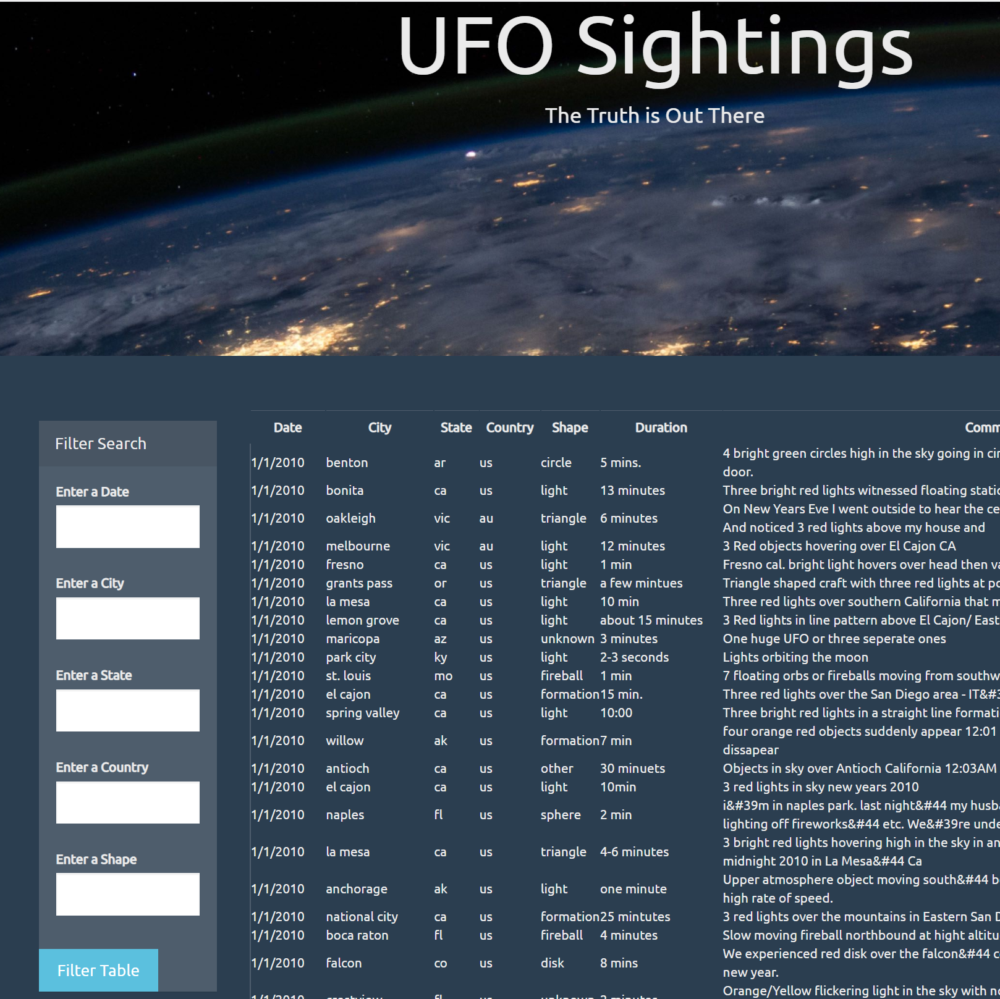 UFO Sightings
The Truth is Out There
Filter Search
Enter a Date
Enter a City
Enter a State
Enter a Country
Enter a Shape
Filter Table
Date City State Country Shape Duration
1/1/2010 benton ar us circle 5 mins. 4 bright green circles high in the sky going in
door.
1/1/2010 bonita ca us light 13 minutes Three bright red lights witnessed floating
1/1/2010 oakleigh vic au triangle 6 minutes On New Years Eve I went outside to hear the
And noticed 3 red lights above my house and
1/1/2010 melbourne vic au light 12 minutes 3 Red objects hovering over El Cajon CA
1/1/2010 fresno ca us light 1 min Fresno cal. bright light hovers over head then
1/1/2010 grants pass or us triangle a few mintues Triangle shaped craft with three red lights at
1/1/2010 la mesa ca us light 10 min Three red lights over southern California that
1/1/2010 lemon grove ca us light about 15 minutes 3 Red lights in line pattern above El Cajon/ East
1/1/2010 maricopa az us unknown 3 minutes One huge UFO or three seperate ones
1/1/2010 park city ky us light 2-3 seconds Lights orbiting the moon
1/1/2010 st. louis mo us fireball 1 min 7 floating orbs or fireballs moving from
1/1/2010 el cajon ca us formation 15 min. Three red lights over the San Diego area -
1/1/2010 spring valley ca us light 10:00 Three bright red lights in a straight line
1/1/2010 willow ak us formation 7 min four orange red objects suddenly appear 12:01
dissapear
1/1/2010 antioch ca us other 30 minuets Objects in sky over Antioch California 12:03AM
1/1/2010 el cajon ca us light 10min 3 red lights in sky new years 2010
1/1/2010 naples fl us sphere 2 min i&#39m in naples park. last night&#44 my
lighting off fireworks&#44 etc. We&#39re
1/1/2010 la mesa ca us triangle 4-6 minutes 3 bright red lights hovering high in the sky in an
midnight 2010 in La Mesa&#44 Ca
1/1/2010 anchorage ak us light one minute Upper atmosphere object moving south&#44
high rate of speed.
1/1/2010 national city ca us formation 25 mintutes 3 red lights over the mountains in Eastern San
1/1/2010 boca raton fl us fireball 4 minutes Slow moving fireball northbound at hight
1/1/2010 falcon co us disk 8 mins We experienced red disk over the falcon&#44
new year.
Orange/Yellow flickering light in the sky with